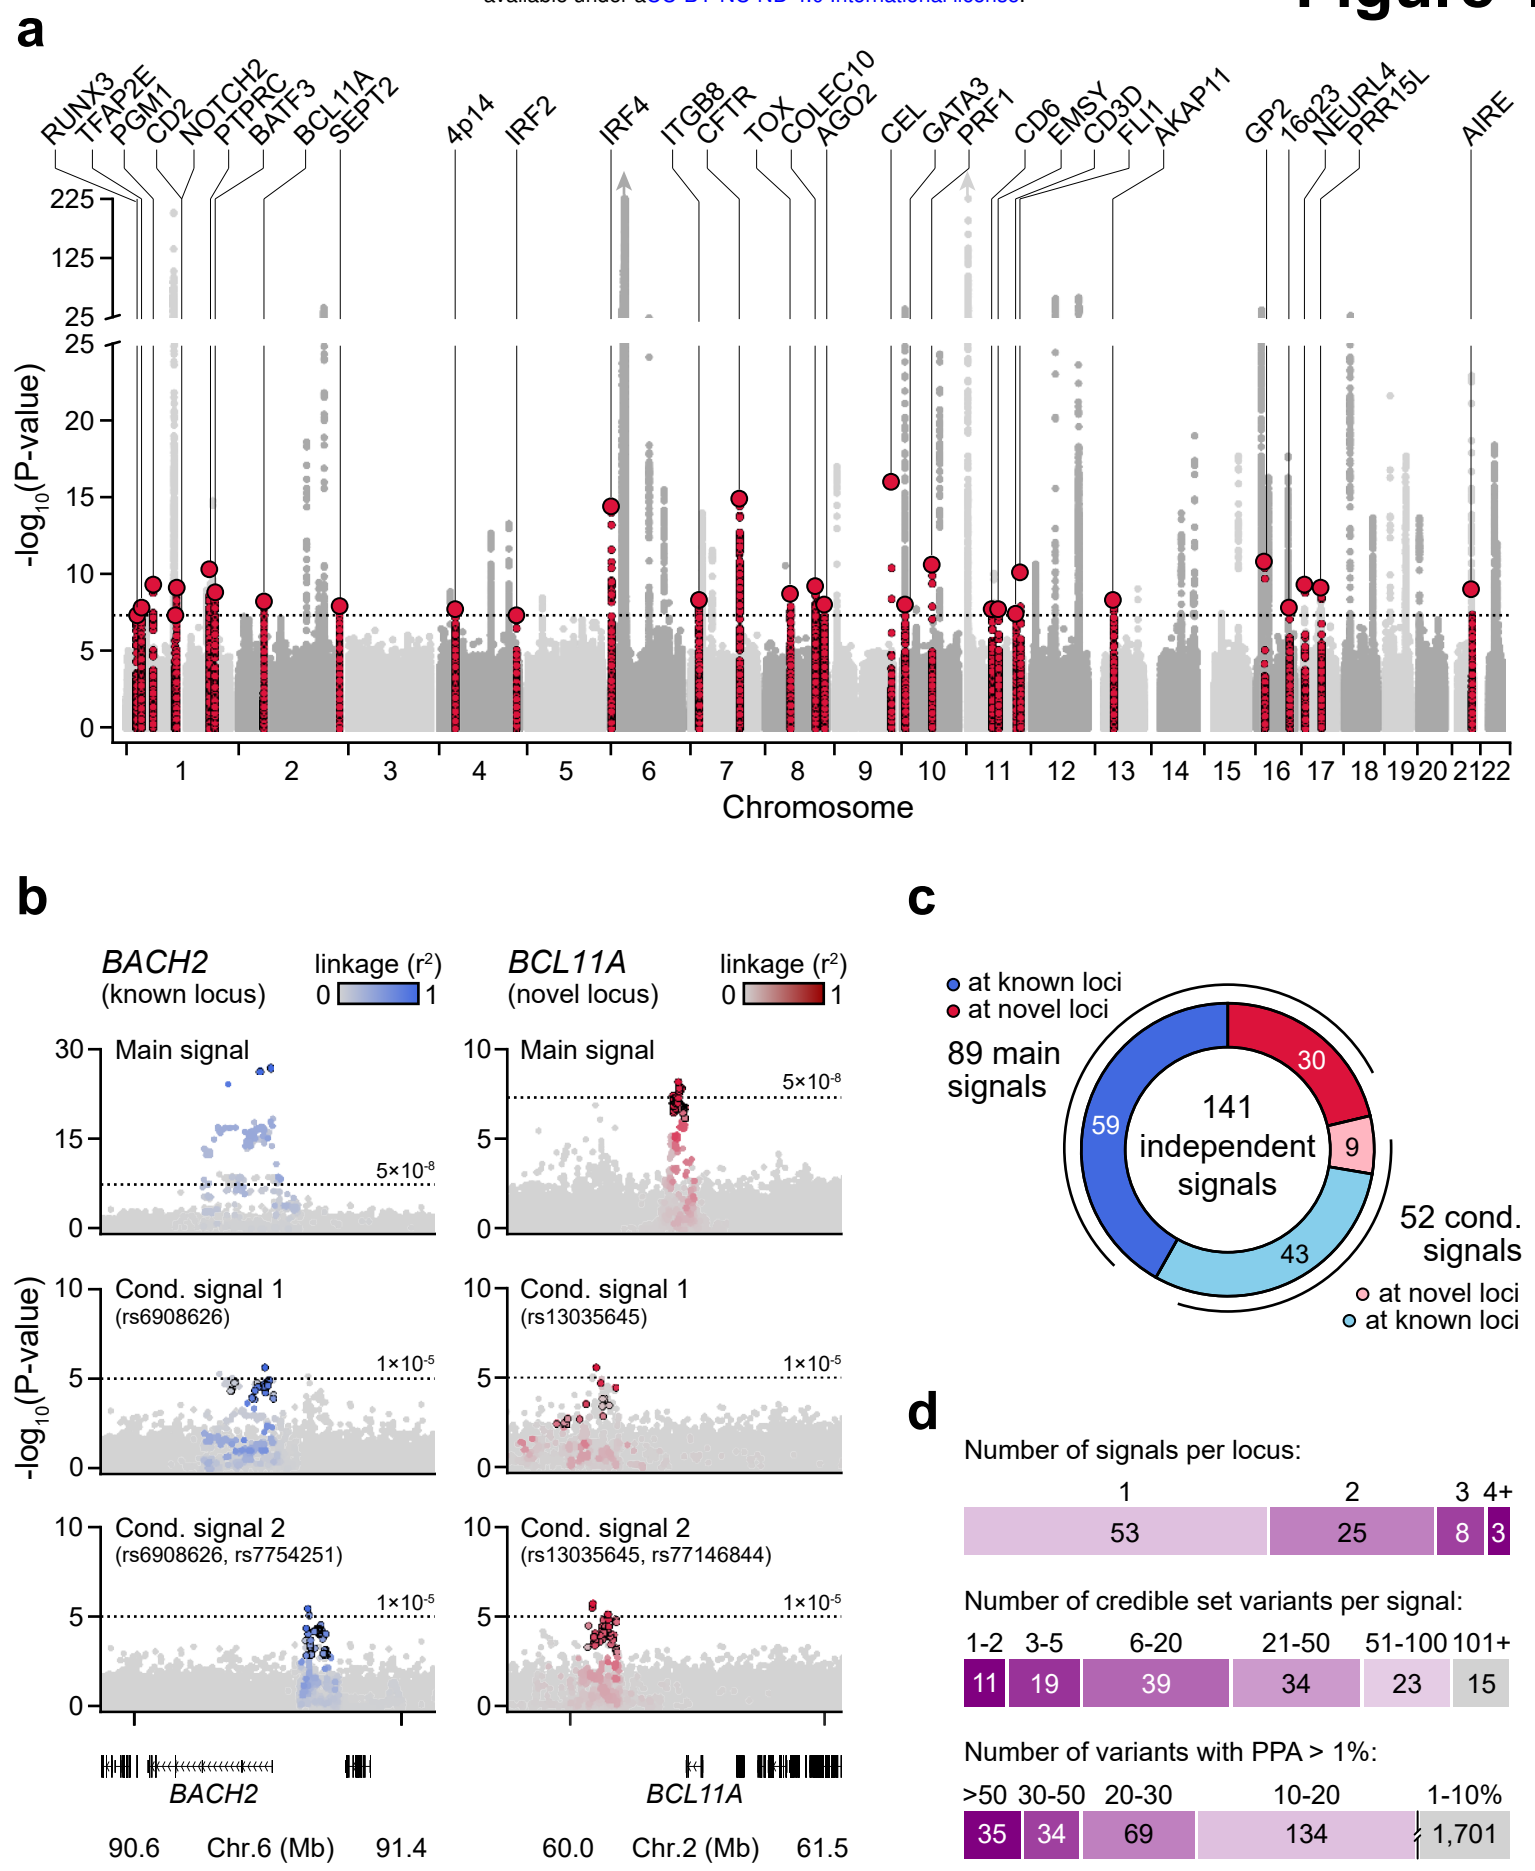 a
RUNX3
TFAP2E
PGM1
CD2
NOTCH2
PTPRC
BATF3
BCL11A
SEPT2
4p14
IRF2
IRF4
ITGB8
CFTR
TOX
COLEC10
AGO2
CEL
GATA3
PRF1
CD6
EMSY
CD3D
FLI1
AKAP11
GP2
16q23
NEURL4
PRR15L
AIRE
225
125
25
25
20
15
10
5
0
-log10(P-value)
1 2 3 4 5 6 7 8 9 10 11 12 13 14 15 16 17 18 19 20 21 22
Chromosome
b
BACH2
(known locus)
linkage (r2)
0 1
BCL11A
(novel locus)
linkage (r2)
0 1
30
15
0
Main signal
5×10-8
10
5
0
Main signal
5×10-8
-log10(P-value)
10
5
0
Cond. signal 1
(rs6908626)
1×10-5
10
5
0
Cond. signal 1
(rs13035645)
1×10-5
10
5
0
Cond. signal 2
(rs6908626, rs7754251)
1×10-5
10
5
0
Cond. signal 2
(rs13035645, rs77146844)
1×10-5
BACH2
90.6 Chr.6 (Mb) 91.4
BCL11A
60.0 Chr.2 (Mb) 61.5
c
at known loci
at novel loci
89 main
signals
59
30
9
43
141
independent
signals
52 cond.
signals
at novel loci
at known loci
d
Number of signals per locus:
1 2 3 4+
53 25 8 3
Number of credible set variants per signal:
1-2 3-5 6-20 21-50 51-100 101+
11 19 39 34 23 15
Number of variants with PPA > 1%:
>50 30-50 20-30 10-20 1-10%
35 34 69 134 1,701